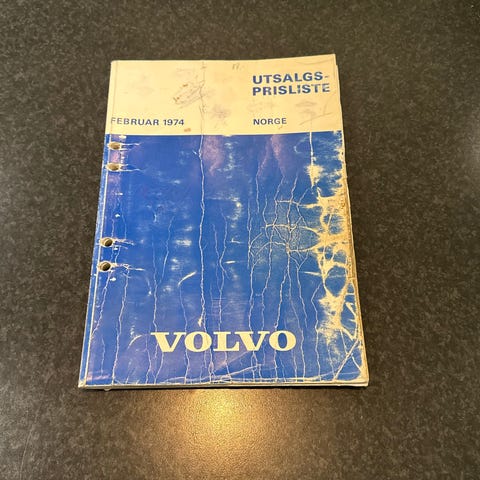 UTSALGS-
PRISLISTE
FEBRUAR 1974 NORGE
VOLVO